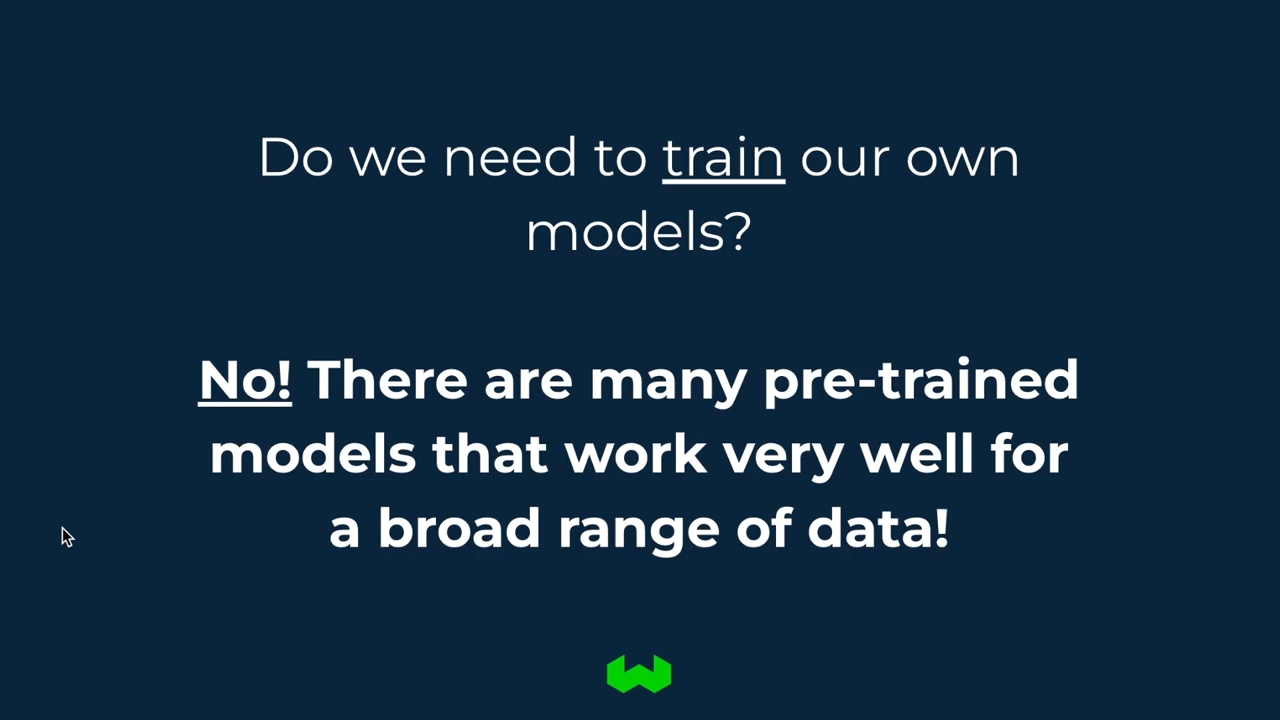 Do we need to train our own
models?
No! There are many pre-trained
models that work very well for
a broad range of data!